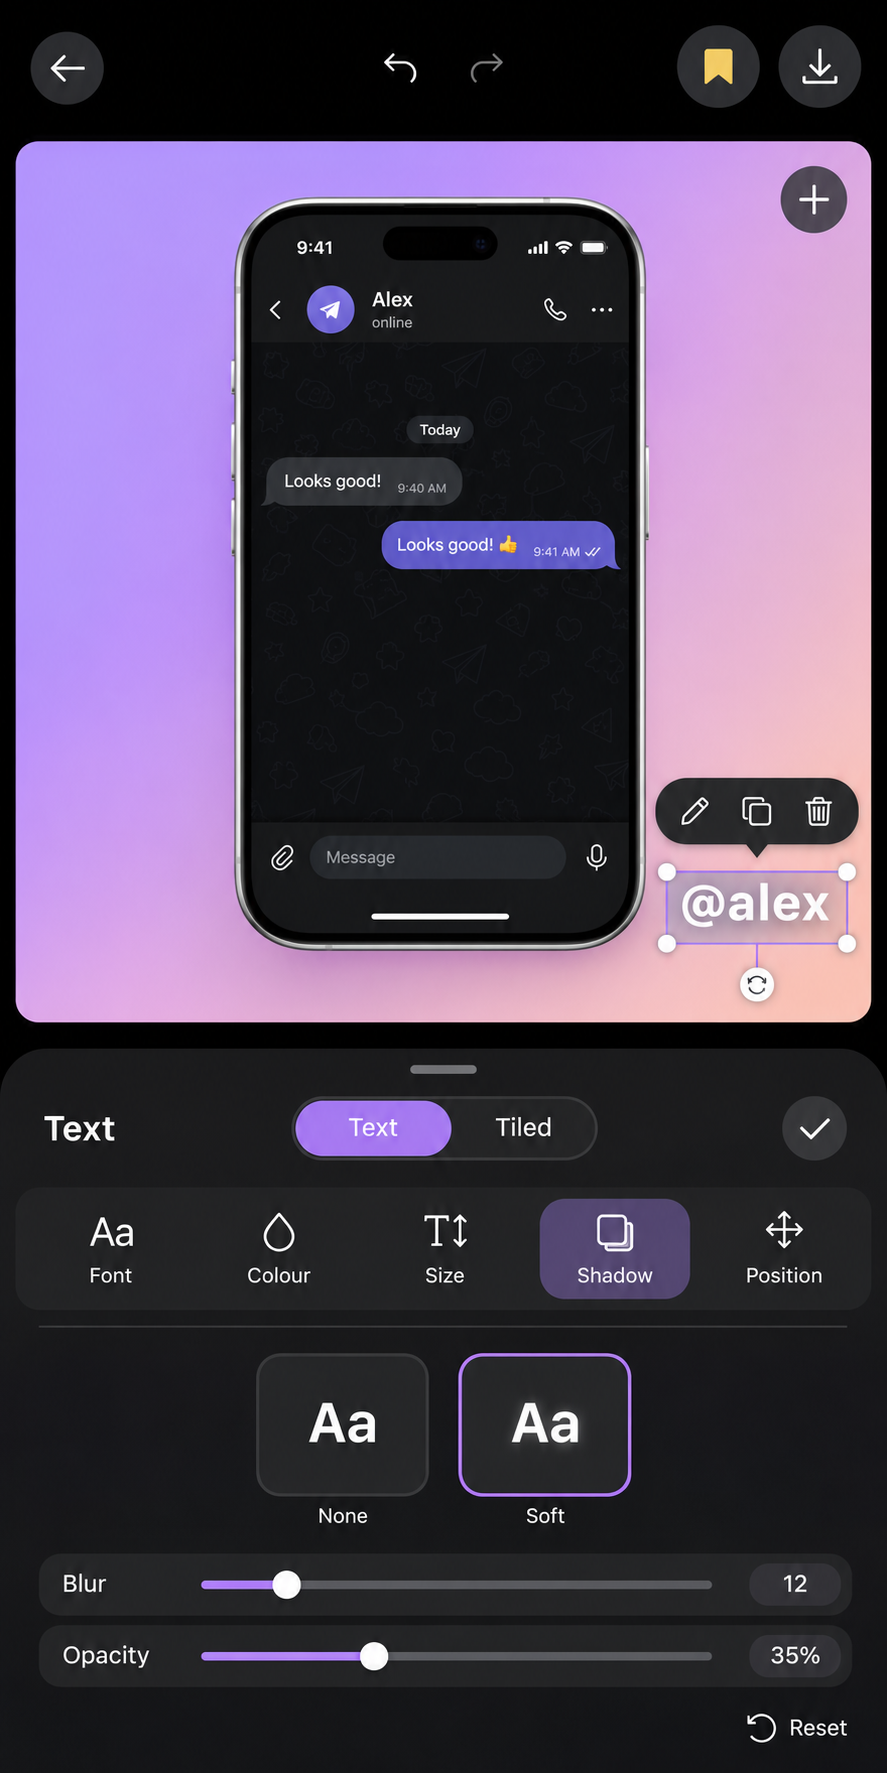 9:41
Alex
online
Today
Looks good! 9:40 AM
Looks good! 👍 9:41 AM
Message
@alex
Text
Text
Tiled
Aa
Font
Colour
T
Size
Shadow
Position
Aa
None
Aa
Soft
Blur
12
Opacity
35%
Reset